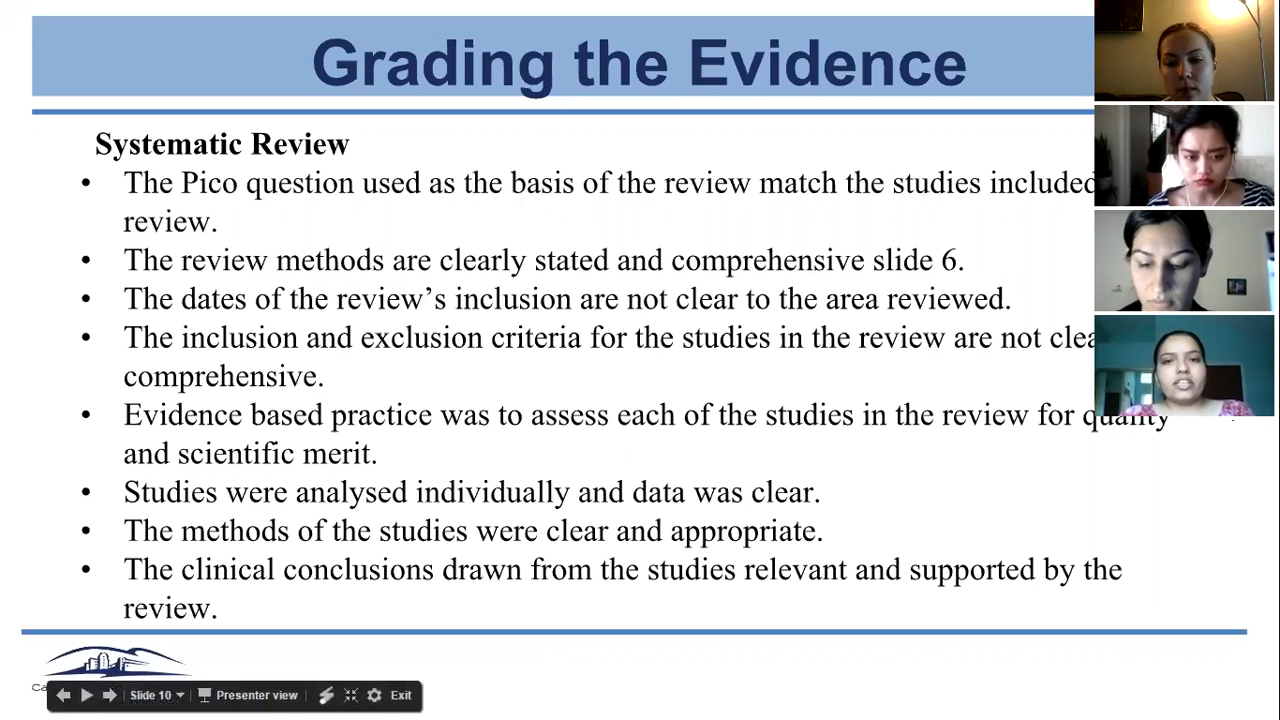 Grading the Evidence
Systematic Review
• The Pico question used as the basis of the review match the studies included
review.
• The review methods are clearly stated and comprehensive slide 6.
• The dates of the review’s inclusion are not clear to the area reviewed.
• The inclusion and exclusion criteria for the studies in the review are not clea
comprehensive.
• Evidence based practice was to assess each of the studies in the review for quality
and scientific merit.
• Studies were analysed individually and data was clear.
• The methods of the studies were clear and appropriate.
• The clinical conclusions drawn from the studies relevant and supported by the
review.
Slide 10 Presenter view Exit